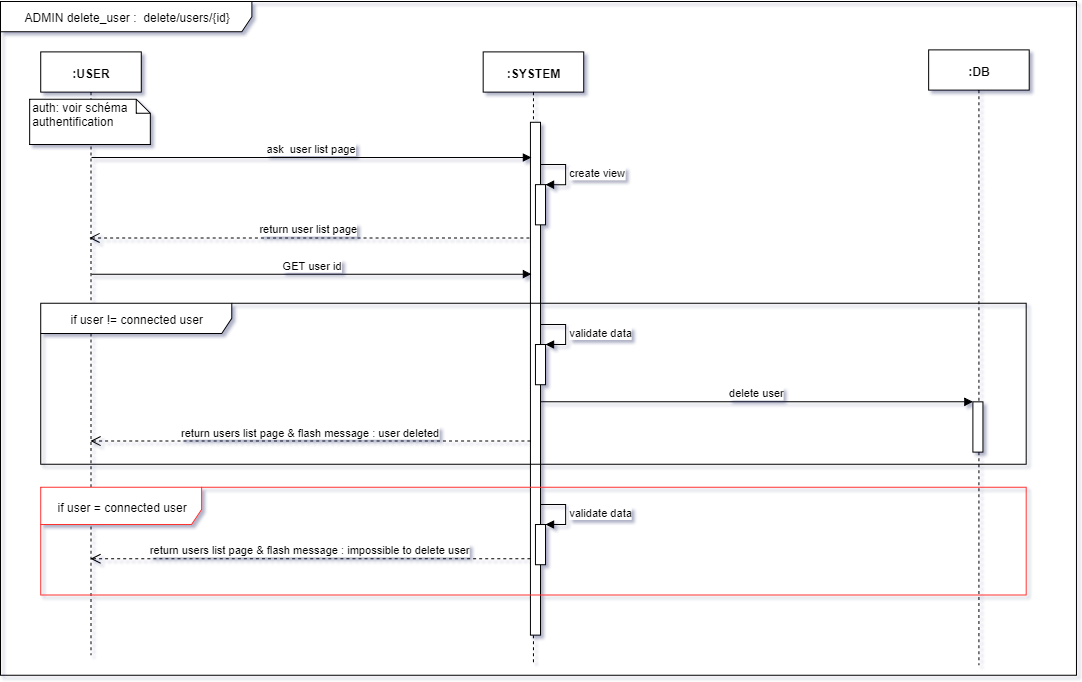 ADMIN delete_user : delete/users/{id}
:USER
:SYSTEM
:DB
auth: voir schéma
authentification
ask user list page
create view
return user list page
GET user id
if user != connected user
validate data
delete user
return users list page & flash message : user deleted
if user = connected user
validate data
return users list page & flash message : impossible to delete user